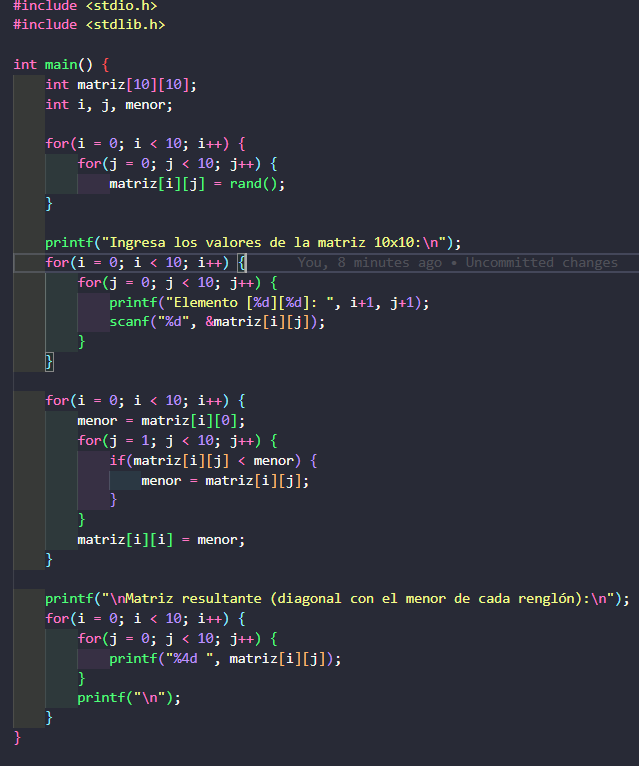 #include <stdio.h>
#include <stdlib.h>
int main() {
    int matriz[10][10];
    int i, j, menor;
    for(i = 0; i < 10; i++) {
        for(j = 0; j < 10; j++) {
            matriz[i][j] = rand();
    }
    printf("Ingresa los valores de la matriz 10x10:\n");
    for(i = 0; i < 10; i++) {        You, 8 minutes ago • Uncommitted changes
        for(j = 0; j < 10; j++) {
            printf("Elemento [%d][%d]: ", i+1, j+1);
            scanf("%d", &matriz[i][j]);
        }
    }
    for(i = 0; i < 10; i++) {
        menor = matriz[i][0];
        for(j = 1; j < 10; j++) {
            if(matriz[i][j] < menor) {
                menor = matriz[i][j];
            }
        }
        matriz[i][i] = menor;
    }
    printf("\nMatriz resultante (diagonal con el menor de cada renglón):\n");
    for(i = 0; i < 10; i++) {
        for(j = 0; j < 10; j++) {
            printf("%4d ", matriz[i][j]);
        }
        printf("\n");
    }
}